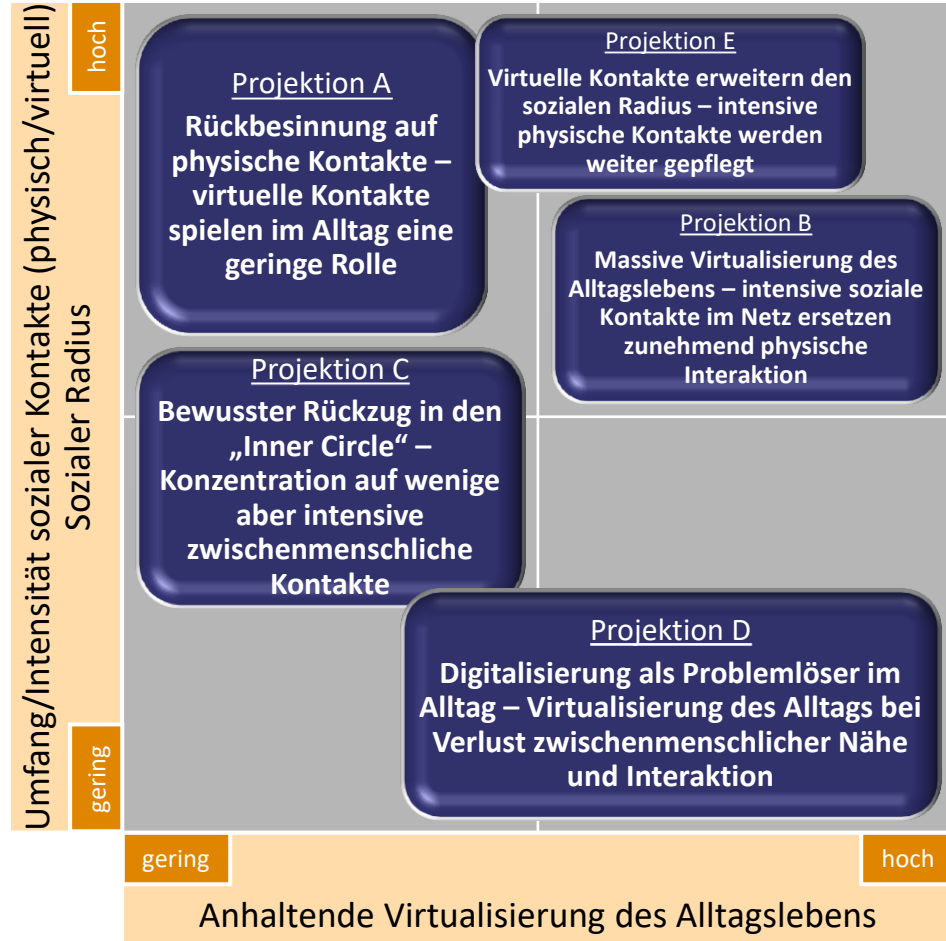 Umfang/Intensität sozialer Kontakte (physisch/virtuell)
Sozialer Radius
hoch
gering
Projektion A
Rückbesinnung auf
physische Kontakte –
virtuelle Kontakte
spielen im Alltag eine
geringe Rolle
Projektion E
Virtuelle Kontakte erweitern den
sozialen Radius – intensive
physische Kontakte werden
weiter gepflegt
Projektion B
Massive Virtualisierung des
Alltagslebens – intensive soziale
Kontakte im Netz ersetzen
zunehmend physische
Interaktion
Projektion C
Bewusster Rückzug in den
„Inner Circle“ –
Konzentration auf wenige
aber intensive
zwischenmenschliche
Kontakte
Projektion D
Digitalisierung als Problemlöser im
Alltag – Virtualisierung des Alltags bei
Verlust zwischenmenschlicher Nähe
und Interaktion
gering
hoch
Anhaltende Virtualisierung des Alltagslebens